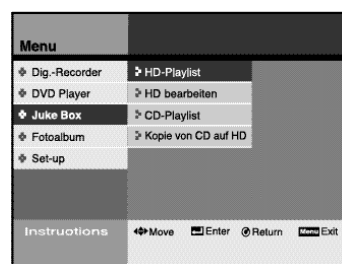 Menu
Dig.-Recorder
HD-Playlist
DVD Player
HD bearbeiten
Juke Box
CD-Playlist
Fotoalbum
Kopie von CD auf HD
Set-up
Instructions
Move
Enter
Return
Menu Exit